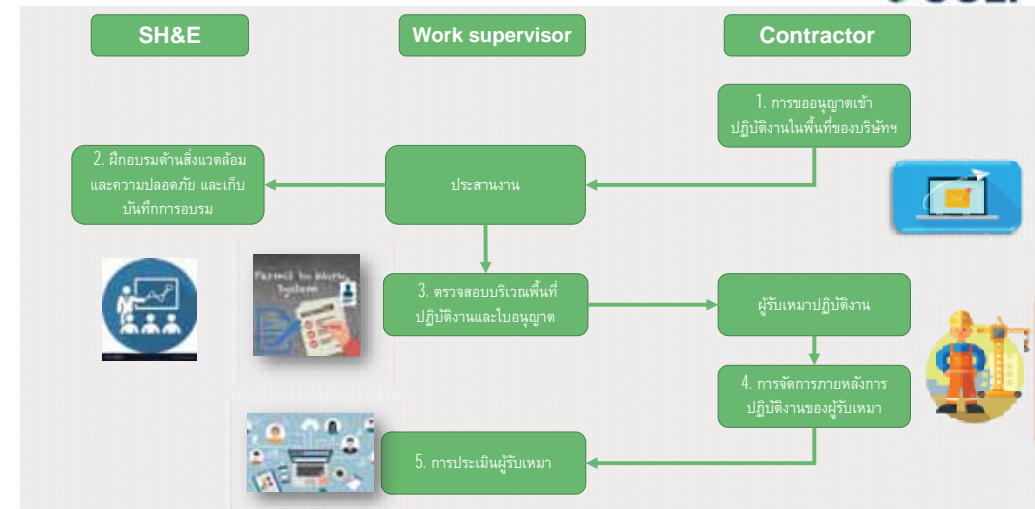 SH&E
Work supervisor
Contractor
1. การขออนุญาตเข้า
ปฏิบัติงานในพื้นที่ของบริษัทฯ
2. ฝึกอบรมด้านสิ่งแวดล้อม
และความปลอดภัย และเก็บ
บันทึกการอบรม
ประสานงาน
Permit to Work
System
3. ตรวจสอบบริเวณพื้นที่
ปฏิบัติงานและใบอนุญาต
ผู้รับเหมาปฏิบัติงาน
4. การจัดการภายหลังการ
ปฏิบัติงานของผู้รับเหมา
5. การประเมินผู้รับเหมา